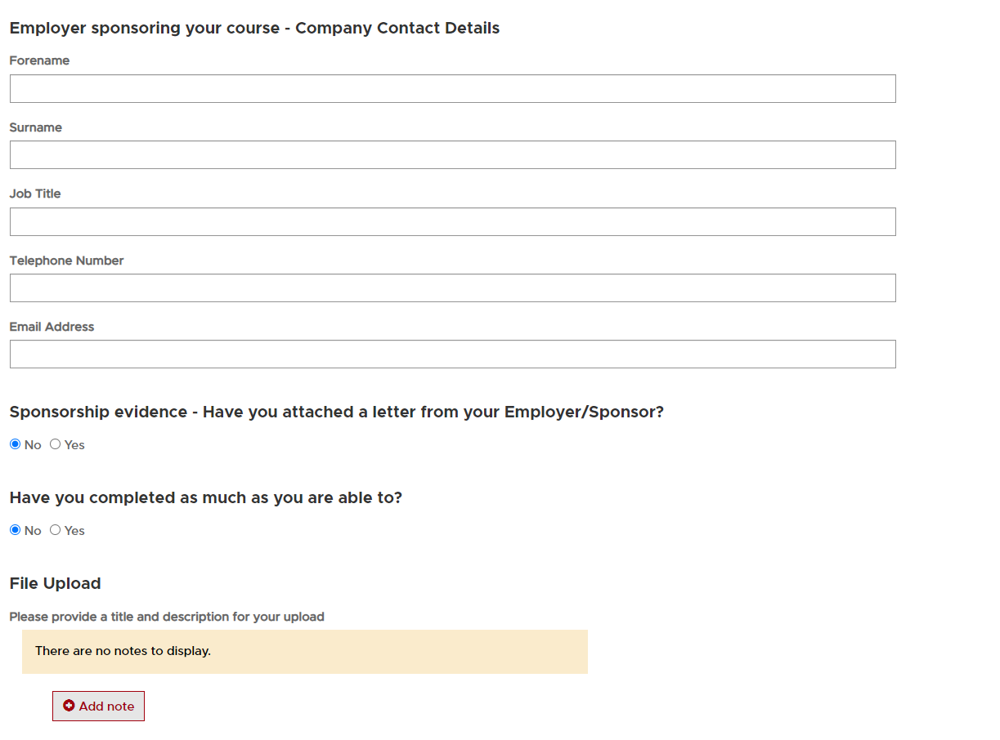 Employer sponsoring your course - Company Contact Details
Forename
Surname
Job Title
Telephone Number
Email Address
Sponsorship evidence - Have you attached a letter from your Employer/Sponsor?
No Yes
Have you completed as much as you are able to?
No Yes
File Upload
Please provide a title and description for your upload
There are no notes to display.
Add note